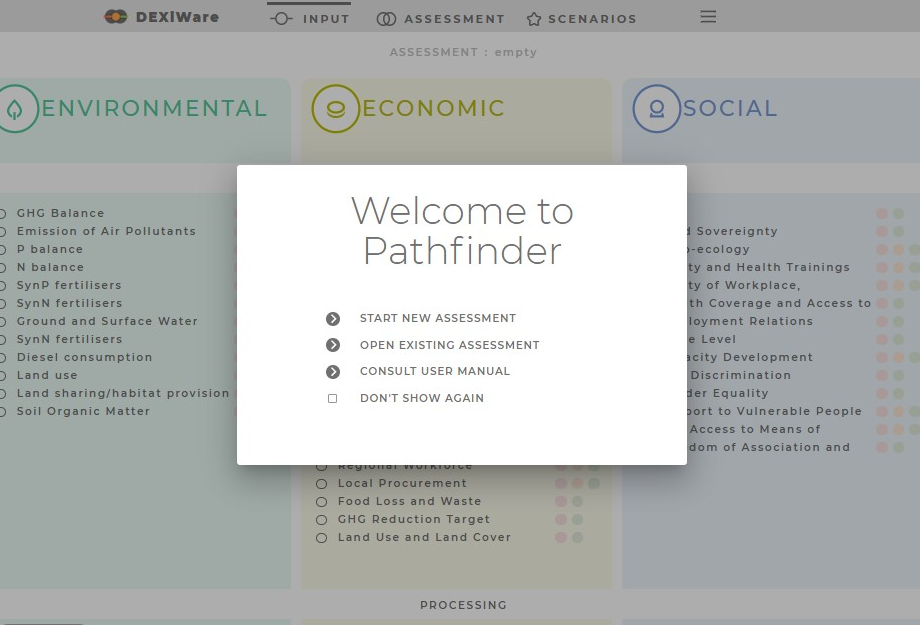 DEXiWare
INPUT
ASSESSMENT
SCENARIOS
ASSESSMENT : empty
ENVIRONMENTAL
ECONOMIC
SOCIAL
GHG Balance
Emission of Air Pollutants
P balance
N balance
SynP fertilisers
SynN fertilisers
Ground and Surface Water
SynN fertilisers
Diesel consumption
Land use
Land sharing/habitat provision
Soil Organic Matter
Welcome to
Pathfinder
START NEW ASSESSMENT
OPEN EXISTING ASSESSMENT
CONSULT USER MANUAL
DON'T SHOW AGAIN
Regional Workforce
Local Procurement
Food Loss and Waste
GHG Reduction Target
Land Use and Land Cover
Sovereignty
o-ecology
ty and Health Trainings
ty of Workplace,
th Coverage and Access to
loyment Relations
e Level
acity Development
Discrimination
der Equality
port to Vulnerable People
Access to Means of
dom of Association and
PROCESSING